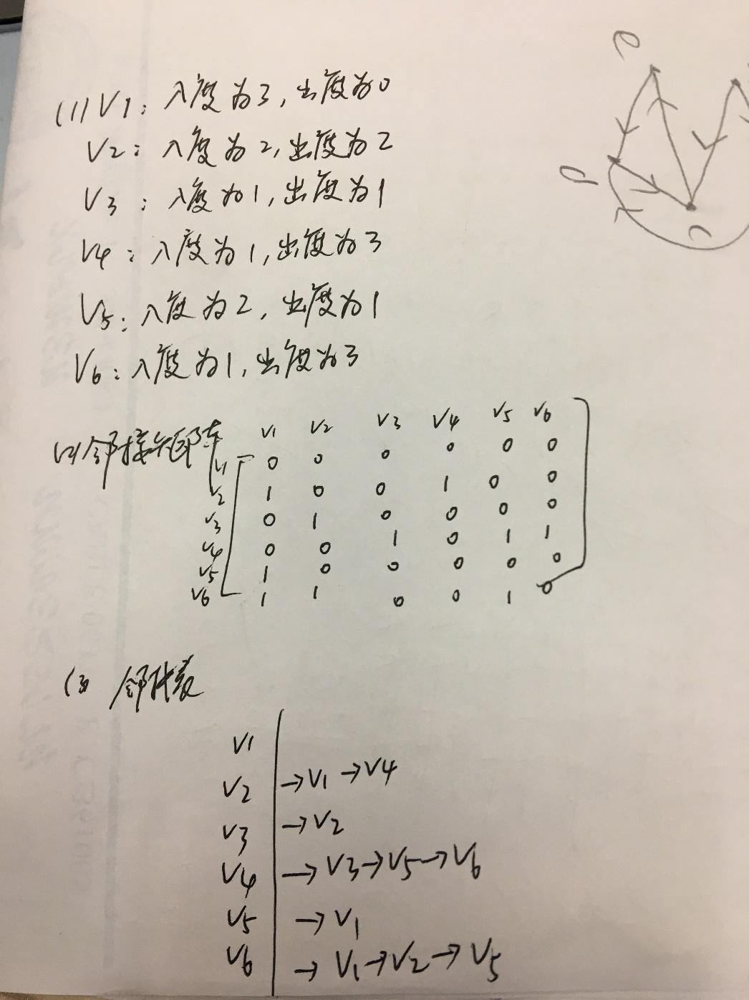 (1) V1: 入度为3, 出度为0
V2: 入度为2, 出度为2
V3: 入度为1, 出度为1
V4: 入度为1, 出度为3
V5: 入度为2, 出度为1
V6: 入度为1, 出度为3
(2) 邻接矩阵
V1 V2 V3 V4 V5 V6
V1 0 0 0 0 0 0
V2 1 0 0 1 0 0
V3 0 1 0 0 0 0
V4 0 0 1 0 1 1
V5 1 0 0 0 0 0
V6 1 1 0 0 1 0
(3) 邻接表
V1
V2 →V1→V4
V3 →V2
V4 →V3→V5→V6
V5 →V1
V6 →V1→V2→V5
e
d
c